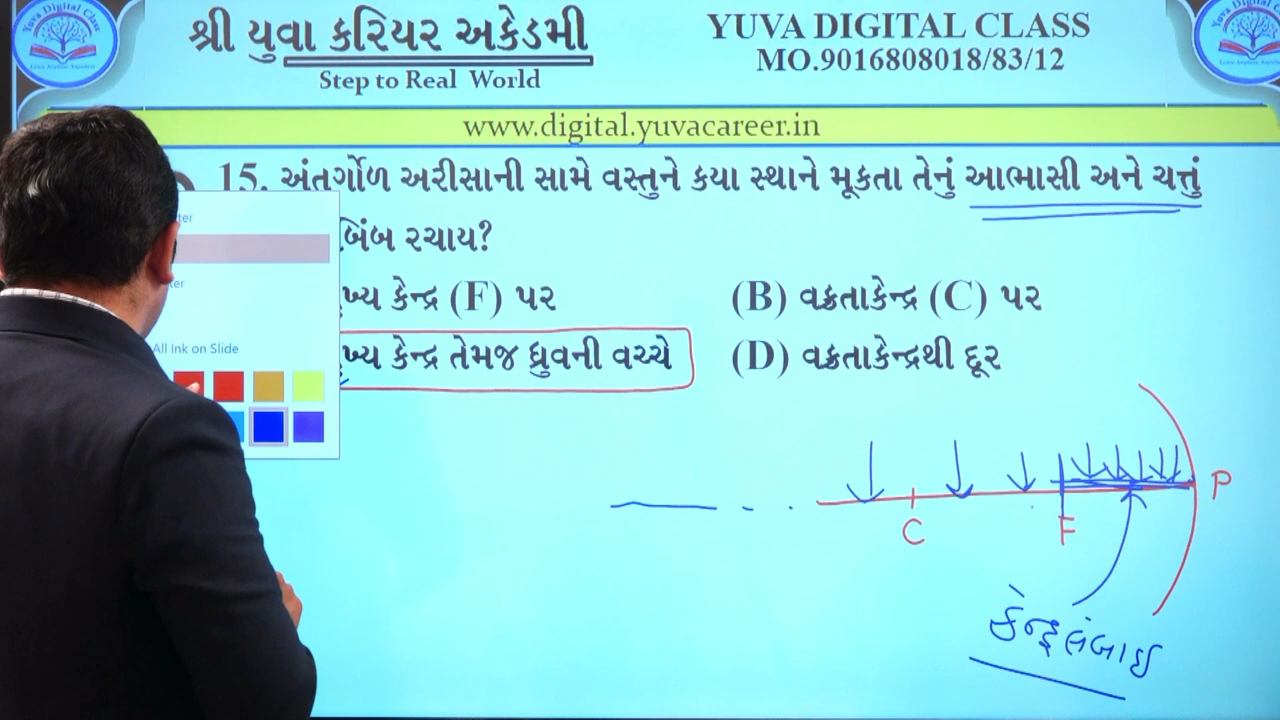 શ્રી યુવા કરિયર અકેડમી
Step to Real World
YUVA DIGITAL CLASS
MO.9016808018/83/12
www.digital.yuvacareer.in
15. અંતર્ગોળ અરીસાની સામે વસ્તુને કયા સ્થાને મૂકતા તેનું આભાસી અને ચત્તું
બિંબ રચાય?
કેન્દ્ર (F) પર
(B) વક્રતાકેન્દ્ર (C) પર
કેન્દ્ર તેમજ ધ્રુવની વચ્ચે
(D) વક્રતાકેન્દ્રથી દૂર
All Ink on Slide
P
C
F
કેન્દ્રલંબાઈ